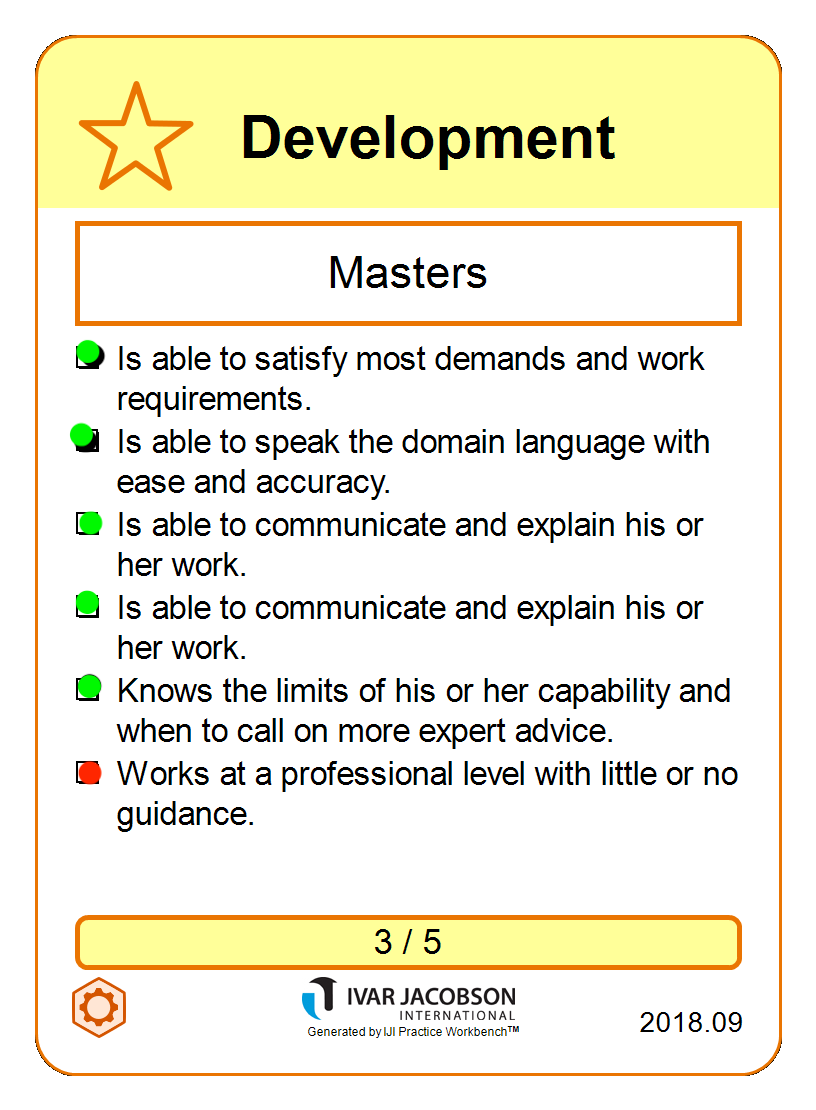 Development
Masters
Is able to satisfy most demands and work
requirements.
Is able to speak the domain language with
ease and accuracy.
Is able to communicate and explain his or
her work.
Is able to communicate and explain his or
her work.
Knows the limits of his or her capability and
when to call on more expert advice.
Works at a professional level with little or no
guidance.
3 / 5
IVAR JACOBSON
INTERNATIONAL
Generated by IJI Practice Workbench™
2018.09